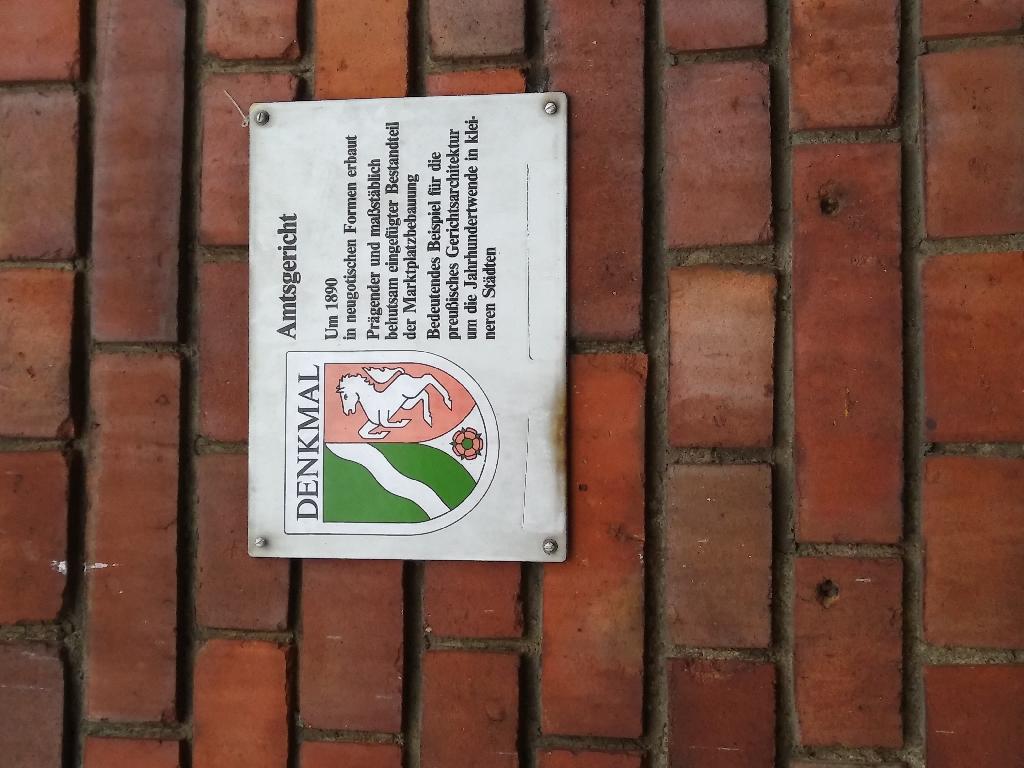 DENKMAL
Amtsgericht
Um 1890
in neugotischen Formen erbaut
Prägender und maßstäblich
behutsam eingefügter Bestandteil
der Marktplatzbebauung
Bedeutendes Beispiel für die
preußisches Gerichtsarchitektur
um die Jahrhundertwende in klei-
neren Städten